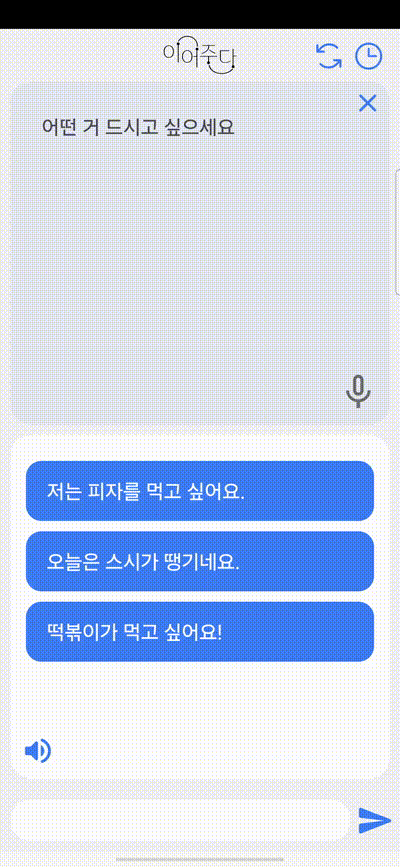 이어주다
어떤 거 드시고 싶으세요
저는 피자를 먹고 싶어요.
오늘은 스시가 땡기네요.
떡볶이가 먹고 싶어요!